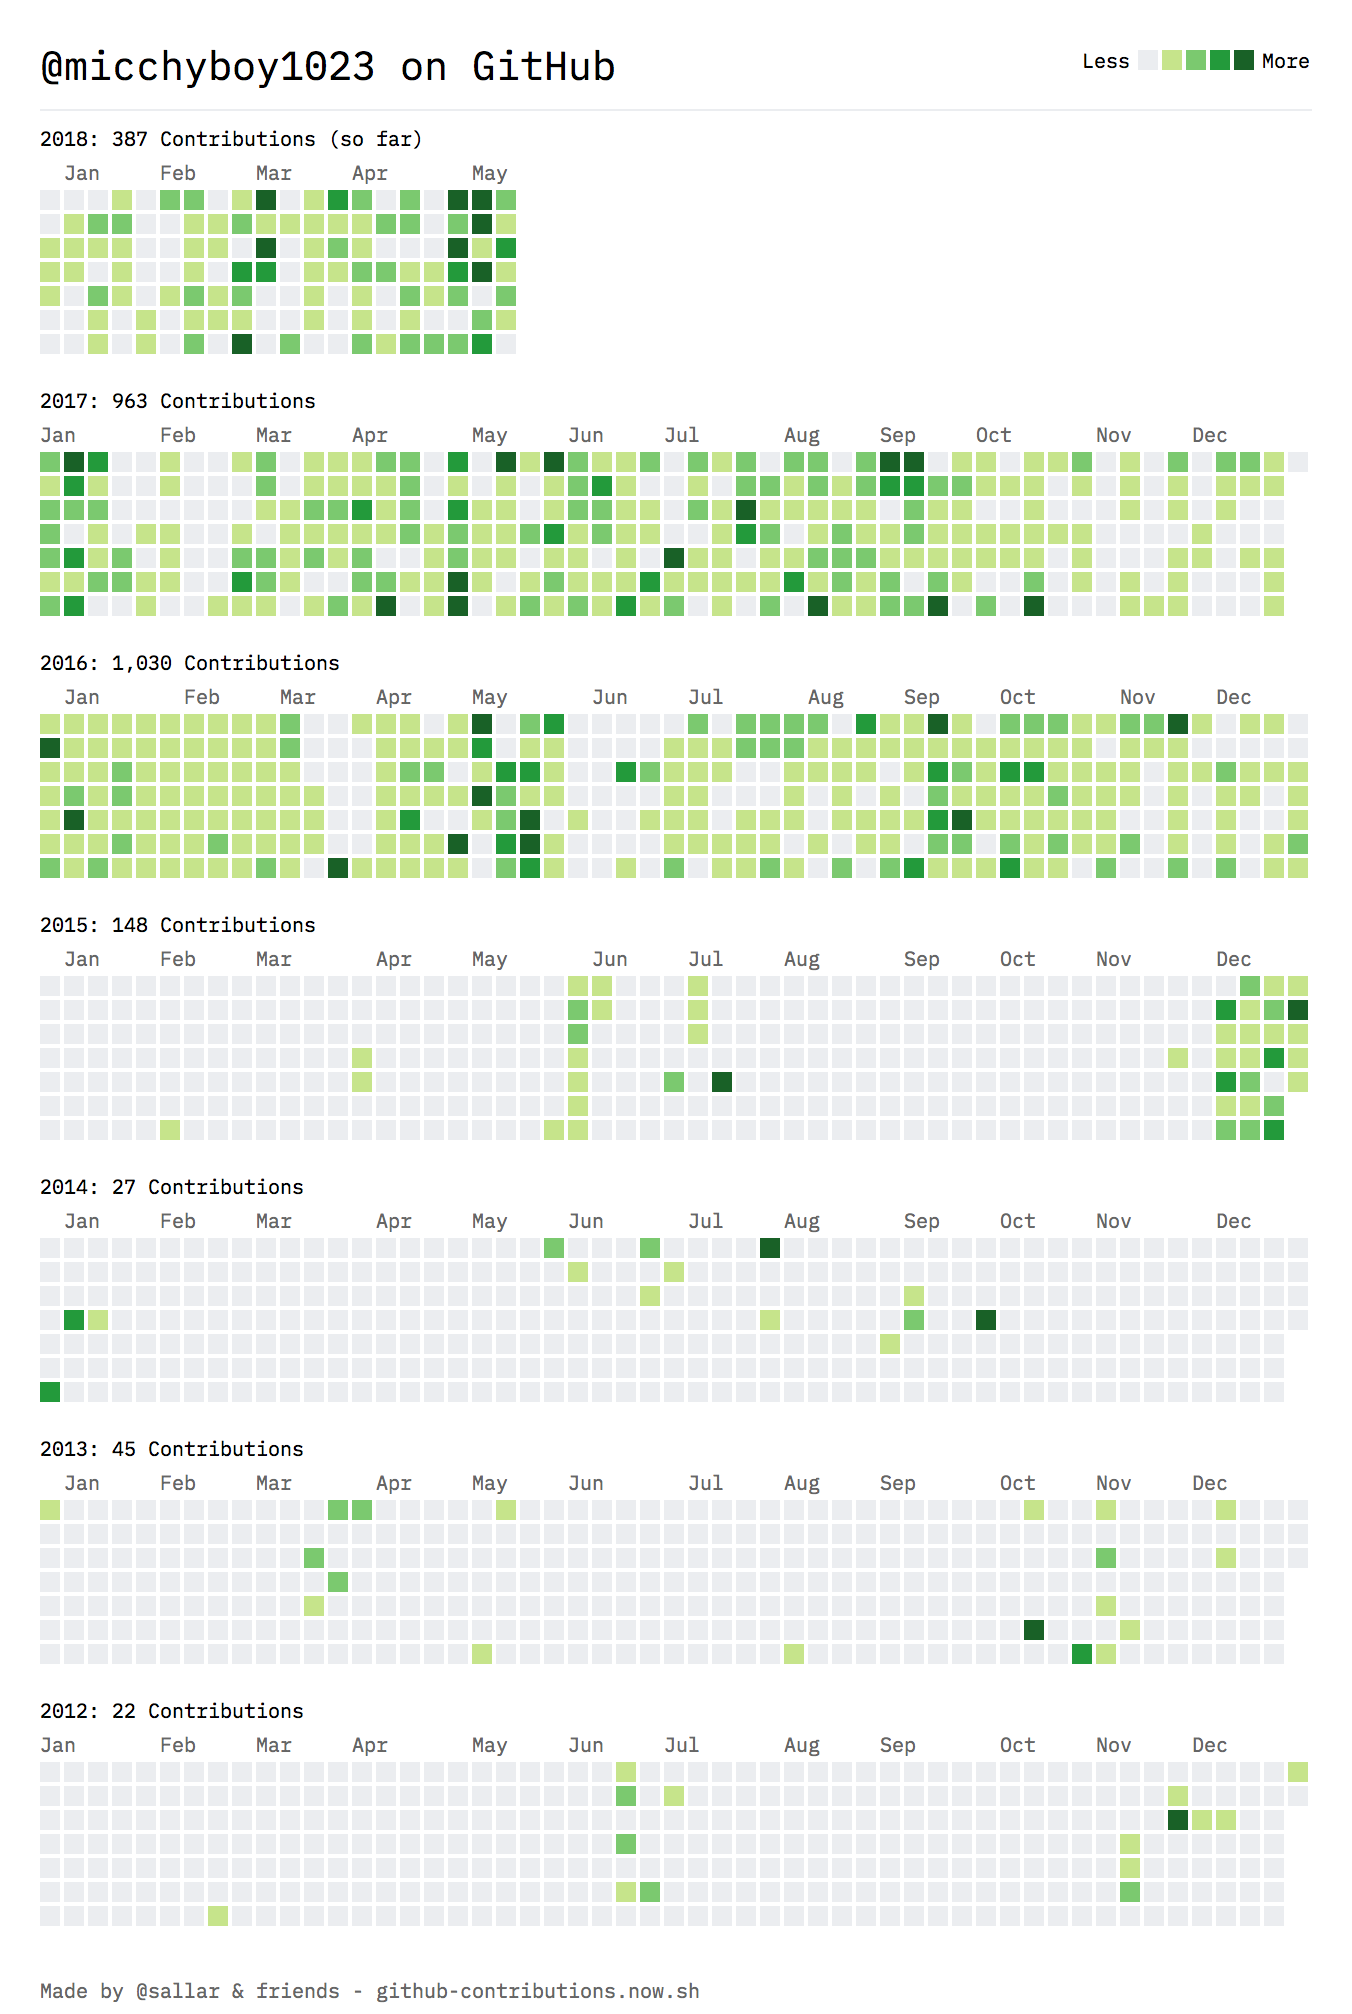 @micchyboy1023 on GitHub
Less More
2018: 387 Contributions (so far)
Jan Feb Mar Apr May
2017: 963 Contributions
Jan Feb Mar Apr May Jun Jul Aug Sep Oct Nov Dec
2016: 1,030 Contributions
Jan Feb Mar Apr May Jun Jul Aug Sep Oct Nov Dec
2015: 148 Contributions
Jan Feb Mar Apr May Jun Jul Aug Sep Oct Nov Dec
2014: 27 Contributions
Jan Feb Mar Apr May Jun Jul Aug Sep Oct Nov Dec
2013: 45 Contributions
Jan Feb Mar Apr May Jun Jul Aug Sep Oct Nov Dec
2012: 22 Contributions
Jan Feb Mar Apr May Jun Jul Aug Sep Oct Nov Dec
Made by @sallar & friends - github-contributions.now.sh